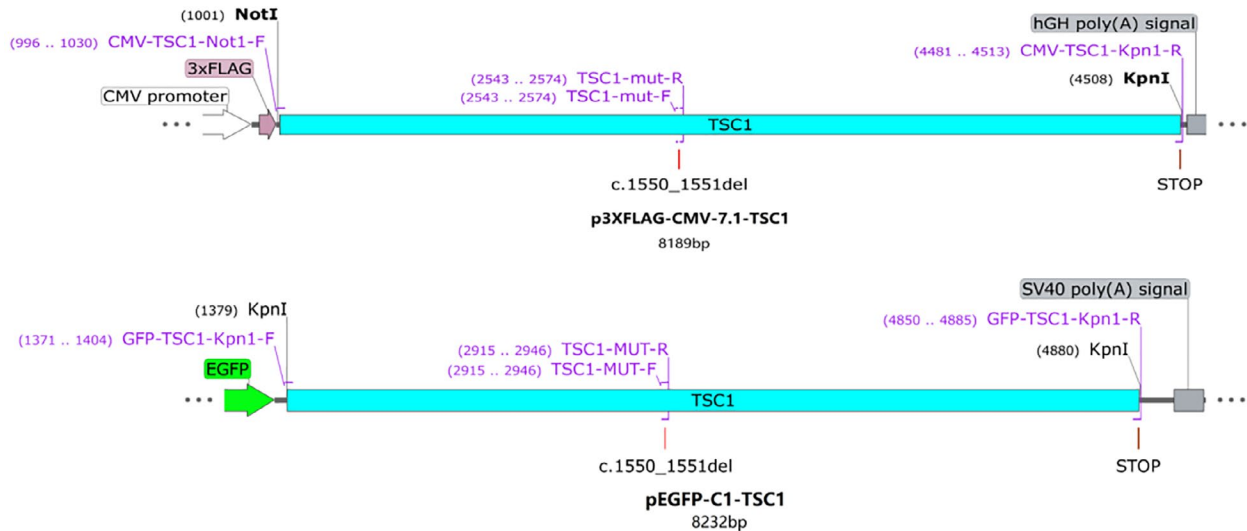 (1001) NotI
(996 .. 1030) CMV-TSC1-Not1-F
3xFLAG
CMV promoter
(2543 .. 2574) TSC1-mut-R
(2543 .. 2574) TSC1-mut-F
hGH poly(A) signal
(4481 .. 4513) CMV-TSC1-Kpn1-R
(4508) KpnI
TSC1
c.1550_1551del
STOP
p3XFLAG-CMV-7.1-TSC1
8189bp
(1379) KpnI
(1371 .. 1404) GFP-TSC1-Kpn1-F
EGFP
(2915 .. 2946) TSC1-MUT-R
(2915 .. 2946) TSC1-MUT-F
SV40 poly(A) signal
(4850 .. 4885) GFP-TSC1-Kpn1-R
(4880) KpnI
TSC1
c.1550_1551del
STOP
pEGFP-C1-TSC1
8232bp